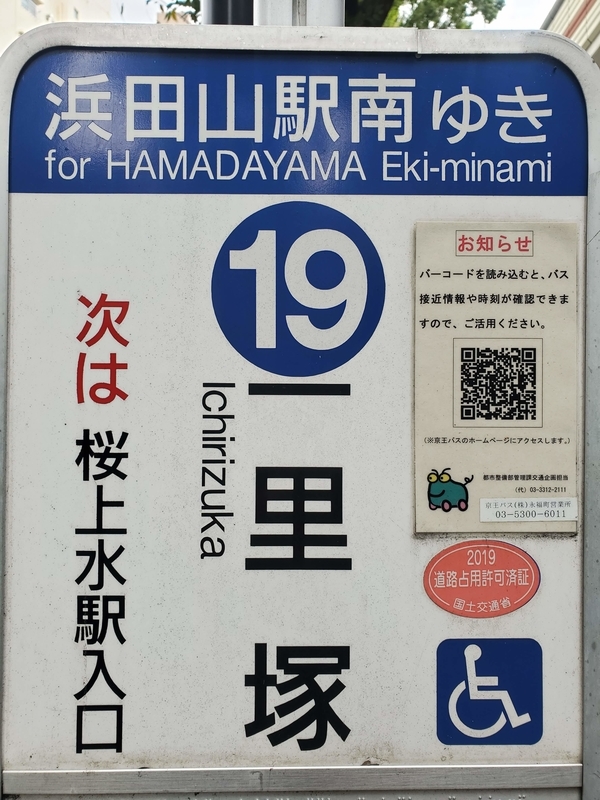 浜田山駅南ゆき
for HAMADAYAMA Eki-minami
19
一里塚
Ichirizuka
次は 桜上水駅入口
お知らせ
バーコードを読み込むと、バス
接近情報や時刻が確認できま
すので、ご活用ください。
(※京王バスのホームページにアクセスします。)
都市整備部管理課交通企画担当
(代) 03-3312-2111
京王バス(株)永福町営業所
03-5300-6011
2019
道路占用許可済証
国土交通省